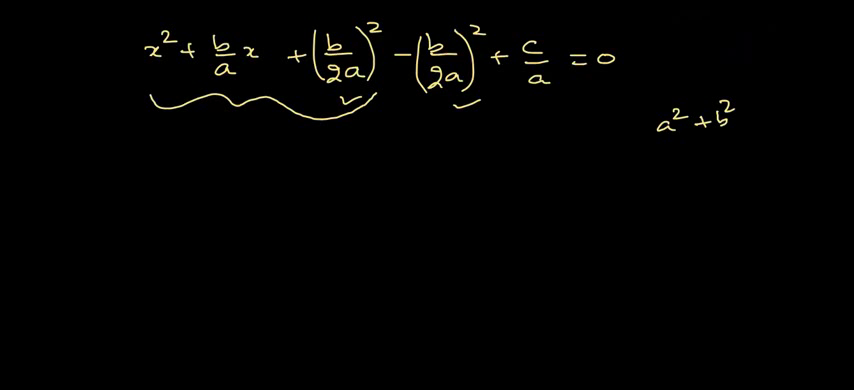 x² + b/a x + (b/2a)² - (b/2a)² + c/a = 0
a² + b²